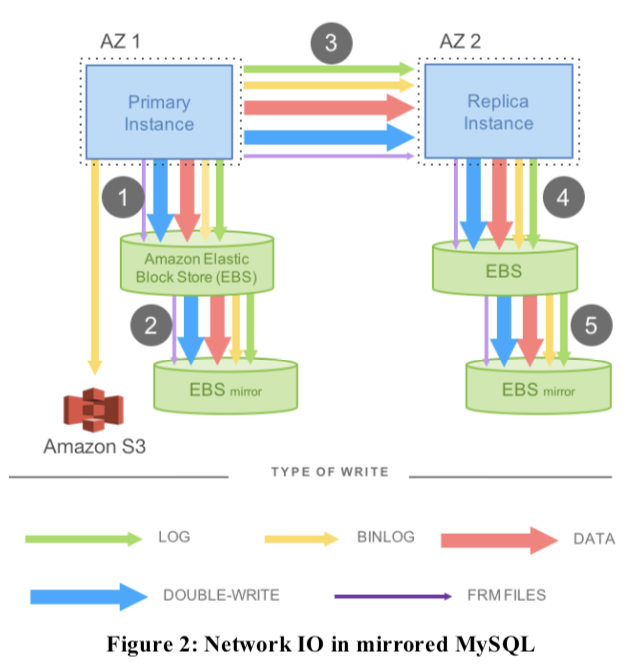 AZ 1
3
AZ 2
Primary
Instance
Replica
Instance
1
4
Amazon Elastic
Block Store (EBS)
EBS
2
5
EBS mirror
EBS mirror
Amazon S3
TYPE OF WRITE
LOG
BINLOG
DATA
DOUBLE-WRITE
FRM FILES
Figure 2: Network IO in mirrored MySQL